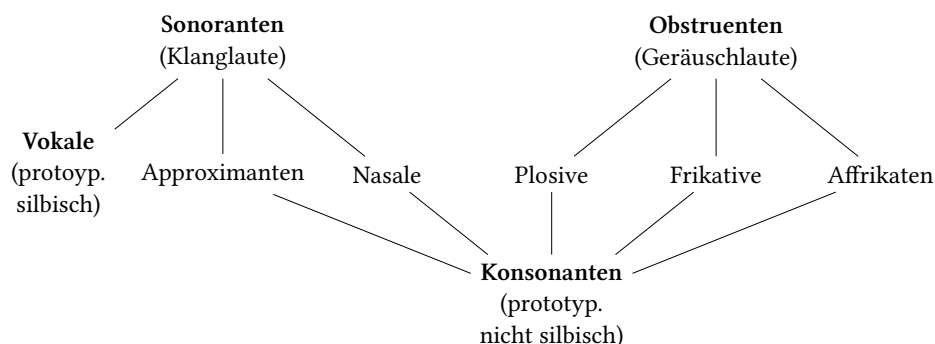 Sonoranten
(Klanglaute)
Obstruenten
(Geräuschlaute)
Vokale
(protoyp.
silbisch)
Approximanten
Nasale
Plosive
Frikative
Affrikaten
Konsonanten
(prototyp.
nicht silbisch)